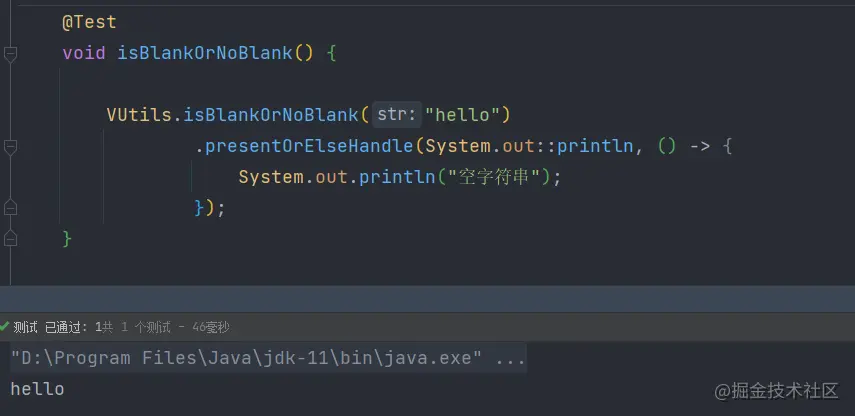 @Test
void isBlankOrNoBlank() {
VUtils.isBlankOrNoBlank( str: "hello")
.presentOrElseHandle(System.out::println, () -> {
System.out.println("空字符串");
});
}
测试 已通过: 1共 1 个测试 - 46毫秒
"D:\Program Files\Java\jdk-11\bin\java.exe" ...
hello
@掘金技术社区